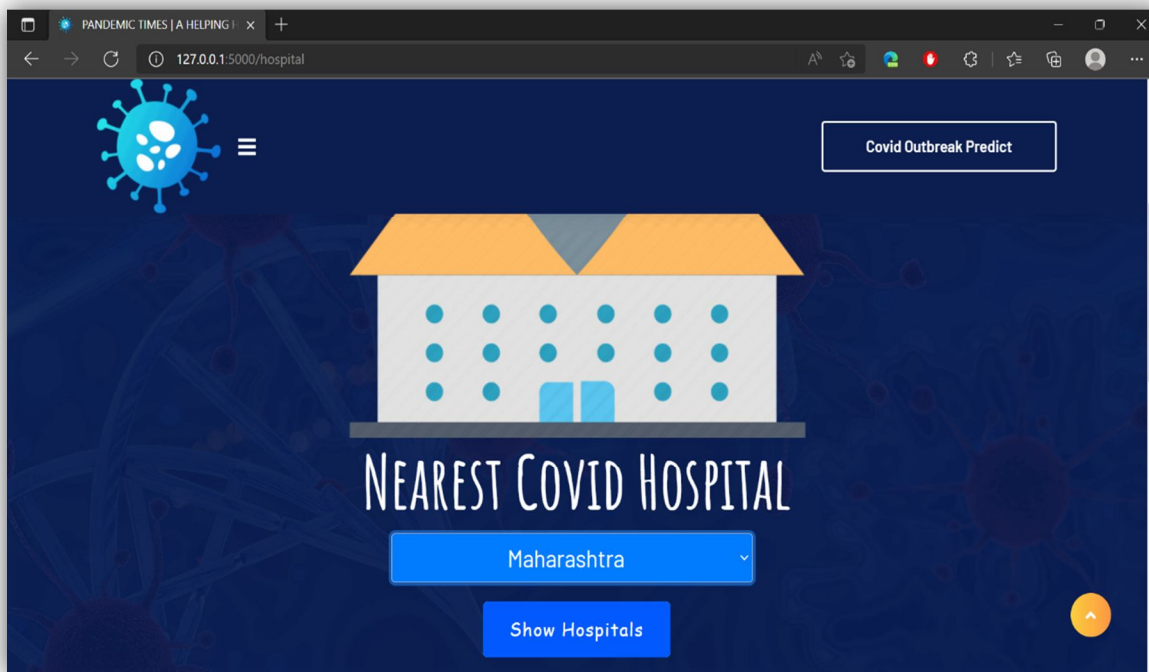 PANDEMIC TIMES | A HELPING H
127.0.0.1:5000/hospital
Covid Outbreak Predict
Nearest Covid Hospital
Maharashtra
Show Hospitals